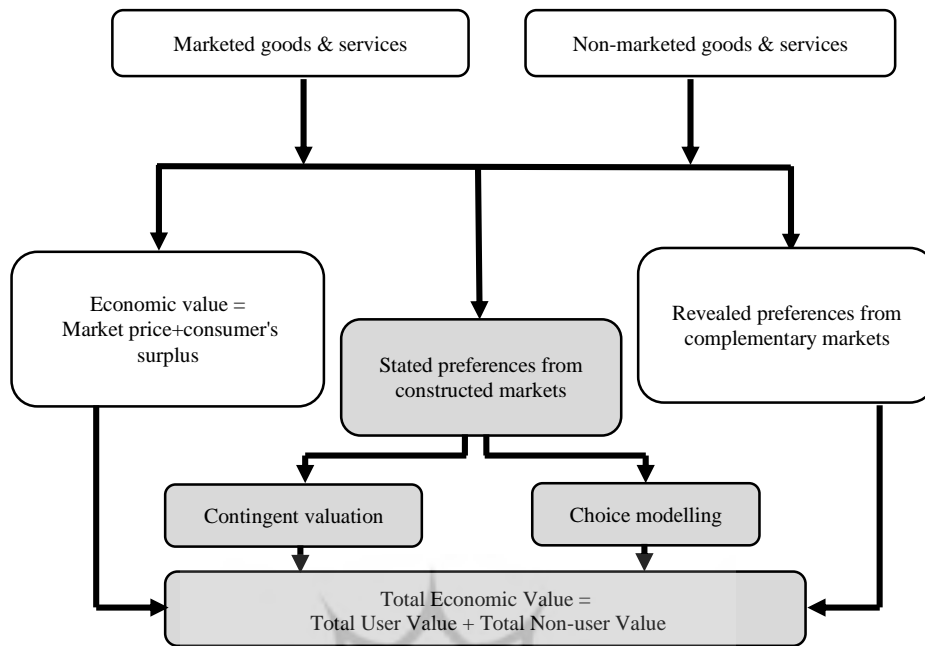 Marketed goods & services
Non-marketed goods & services
Economic value =
Market price+consumer's
surplus
Stated preferences from
constructed markets
Revealed preferences from
complementary markets
Contingent valuation
Choice modelling
Total Economic Value =
Total User Value + Total Non-user Value